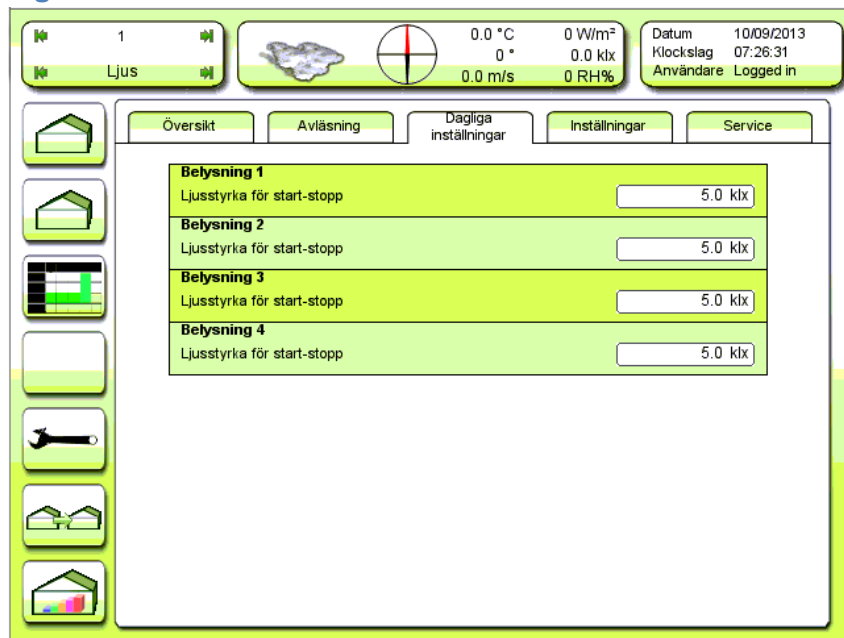 1
Ljus
0.0 °C
0 °
0.0 m/s
0 W/m²
0.0 klx
0 RH%
Datum 10/09/2013
Klockslag 07:26:31
Användare Logged in
Översikt
Avläsning
Dagliga
inställningar
Inställningar
Service
Belysning 1
Ljusstyrka för start-stopp 5.0 klx
Belysning 2
Ljusstyrka för start-stopp 5.0 klx
Belysning 3
Ljusstyrka för start-stopp 5.0 klx
Belysning 4
Ljusstyrka för start-stopp 5.0 klx